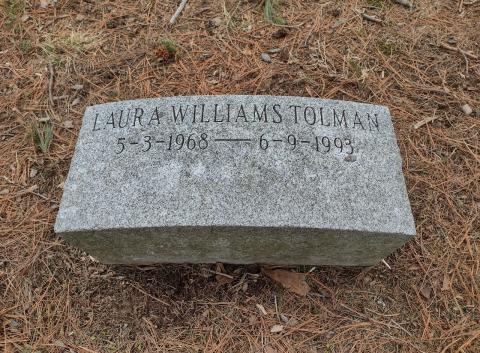 LAURA WILLIAMS TOLMAN
5-3-1968 — 6-9-1993